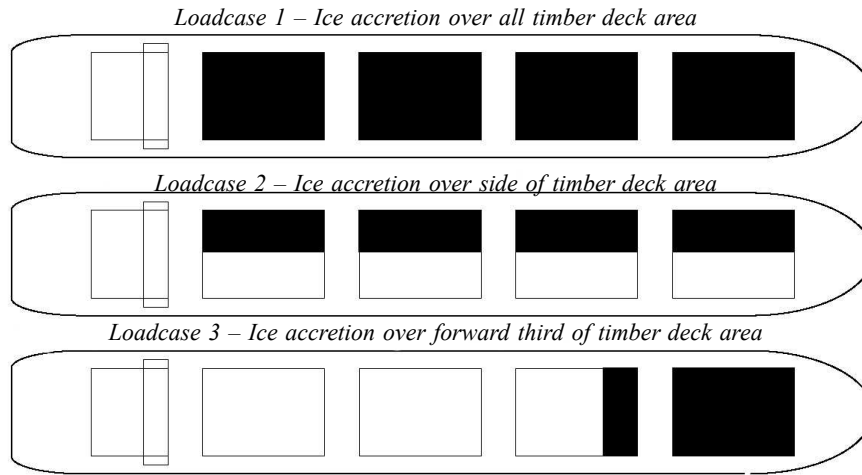 Loadcase 1 – Ice accretion over all timber deck area
Loadcase 2 – Ice accretion over side of timber deck area
Loadcase 3 – Ice accretion over forward third of timber deck area